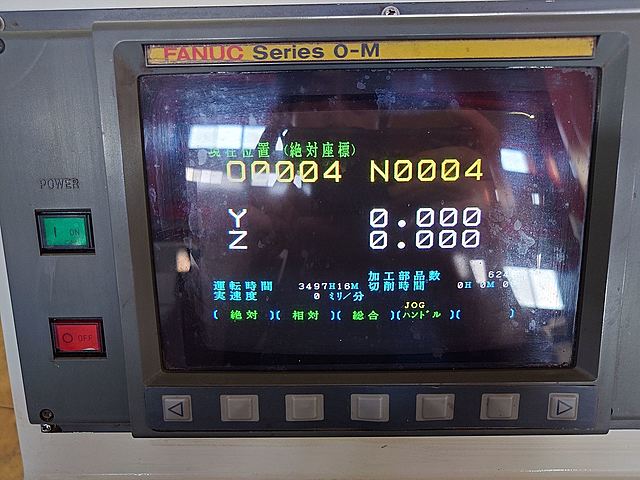 FANUC Series 0-M
現在位置 (絶対座標)
O0004 N0004
Y 0.000
Z 0.000
加工部品数
運転時間 3497H16M 切削時間 0H 0M
実速度 0 ミリ/分
JOG
( 絶対 )( 相対 )( 総合 )(ハンドル )( )
POWER
I ON
O OFF